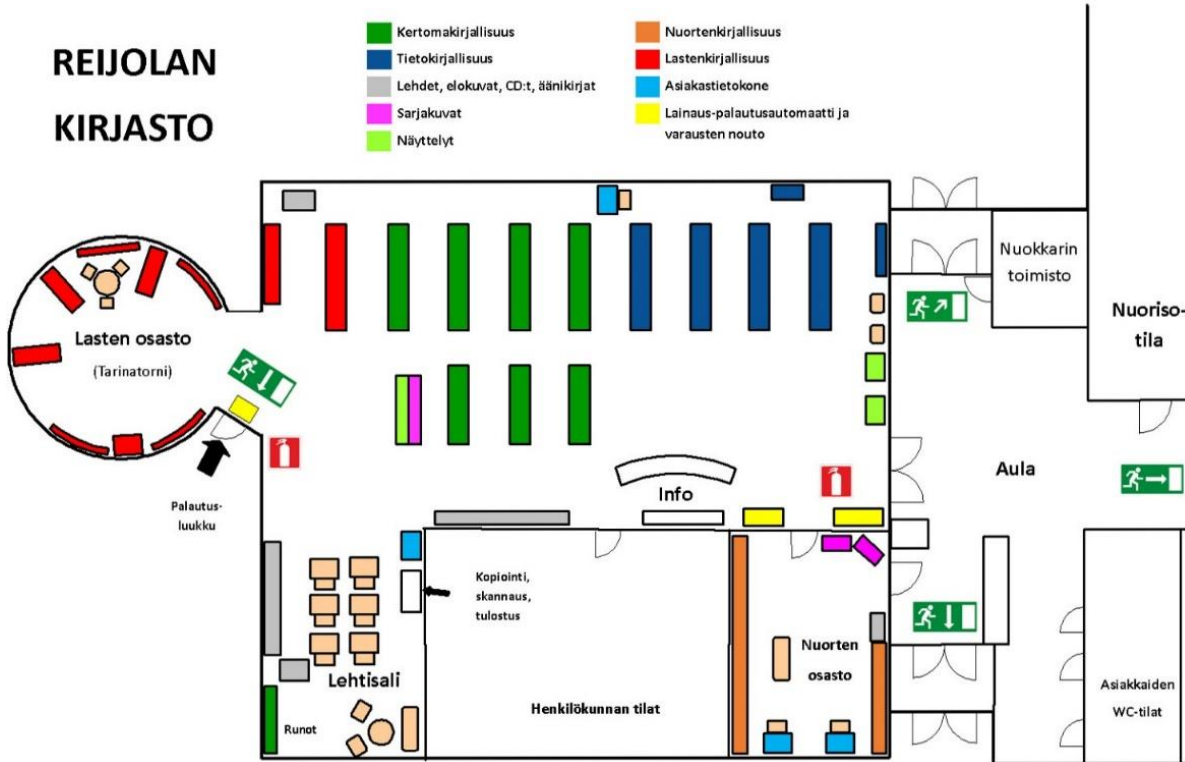 REIJOLAN
KIRJASTO
Kertomakirjallisuus
Tietokirjallisuus
Lehdet, elokuvat, CD:t, äänikirjat
Sarjakuvat
Näyttelyt
Nuortenkirjallisuus
Lastenkirjallisuus
Asiakastietokone
Lainaus-palautusautomaatti ja
varausten nouto
Nuokkarin
toimisto
Nuoriso-
tila
Lasten osasto
(Tarinatorni)
Aula
Info
Palautus-
luukku
Kopiointi,
skannaus,
tulostus
Nuorten
osasto
Lehtisali
Runot
Henkilökunnan tilat
Asiakkaiden
WC-tilat